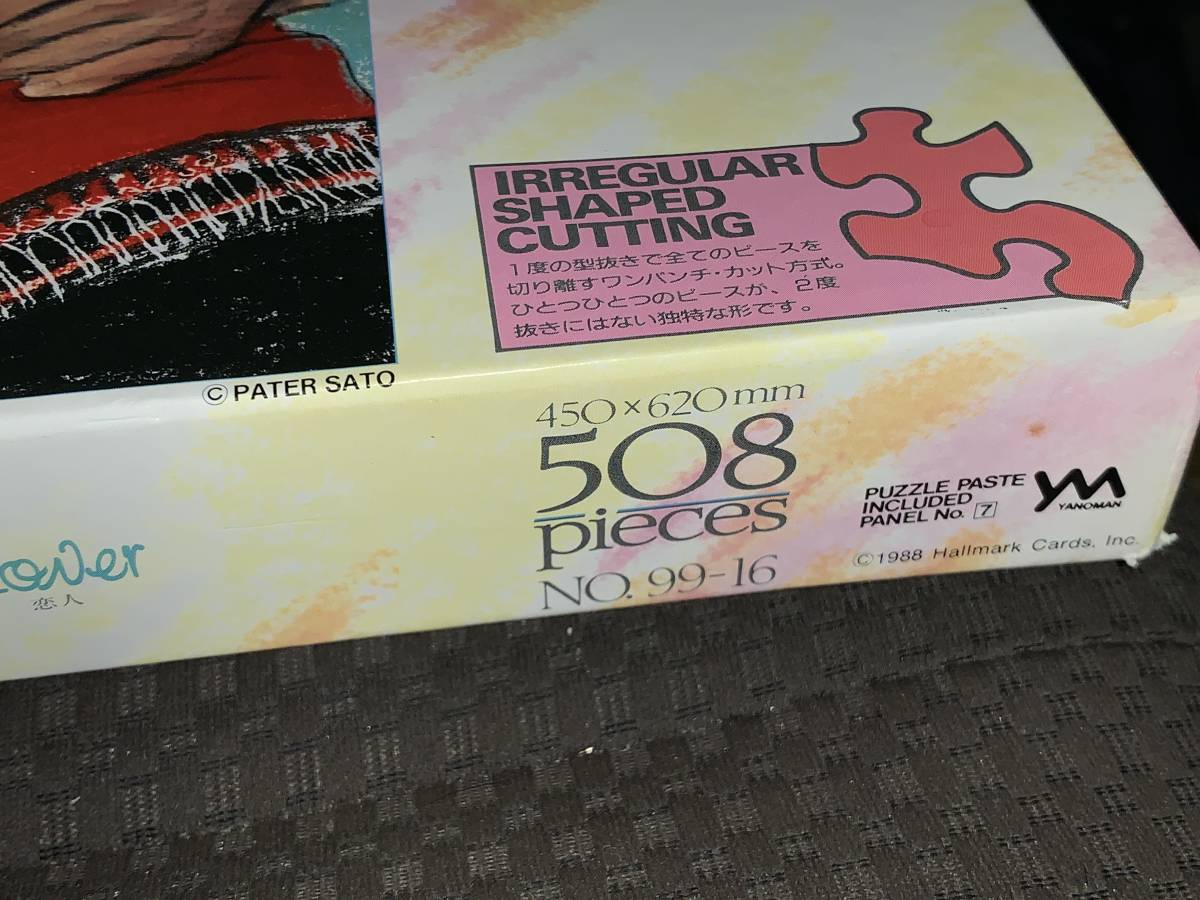 IRREGULAR
SHAPED
CUTTING
1度の型抜きで全てのピースを
切り離すワンパンチ・カット方式。
ひとつひとつのピースが、2度
抜きにはない独特な形です。
© PATER SATO
450×620mm
508
pieces
NO. 99-16
PUZZLE PASTE
INCLUDED
PANEL No. 7
YM
YANOMAN
©1988 Hallmark Cards, Inc.
恋人